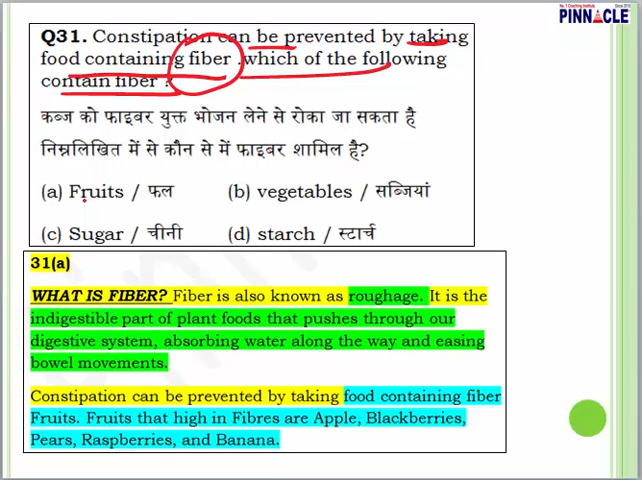 No. 1 Coaching Institute Since 2013
PINNACLE
Q31. Constipation can be prevented by taking
food containing fiber .which of the following
contain fiber ?
कब्ज को फाइबर युक्त भोजन लेने से रोका जा सकता है
निम्नलिखित में से कौन से में फाइबर शामिल है?
(a) Fruits / फल (b) vegetables / सब्जियां
(c) Sugar / चीनी (d) starch / स्टार्च
31(a)
WHAT IS FIBER? Fiber is also known as roughage. It is the
indigestible part of plant foods that pushes through our
digestive system, absorbing water along the way and easing
bowel movements.
Constipation can be prevented by taking food containing fiber
Fruits. Fruits that high in Fibres are Apple, Blackberries,
Pears, Raspberries, and Banana.